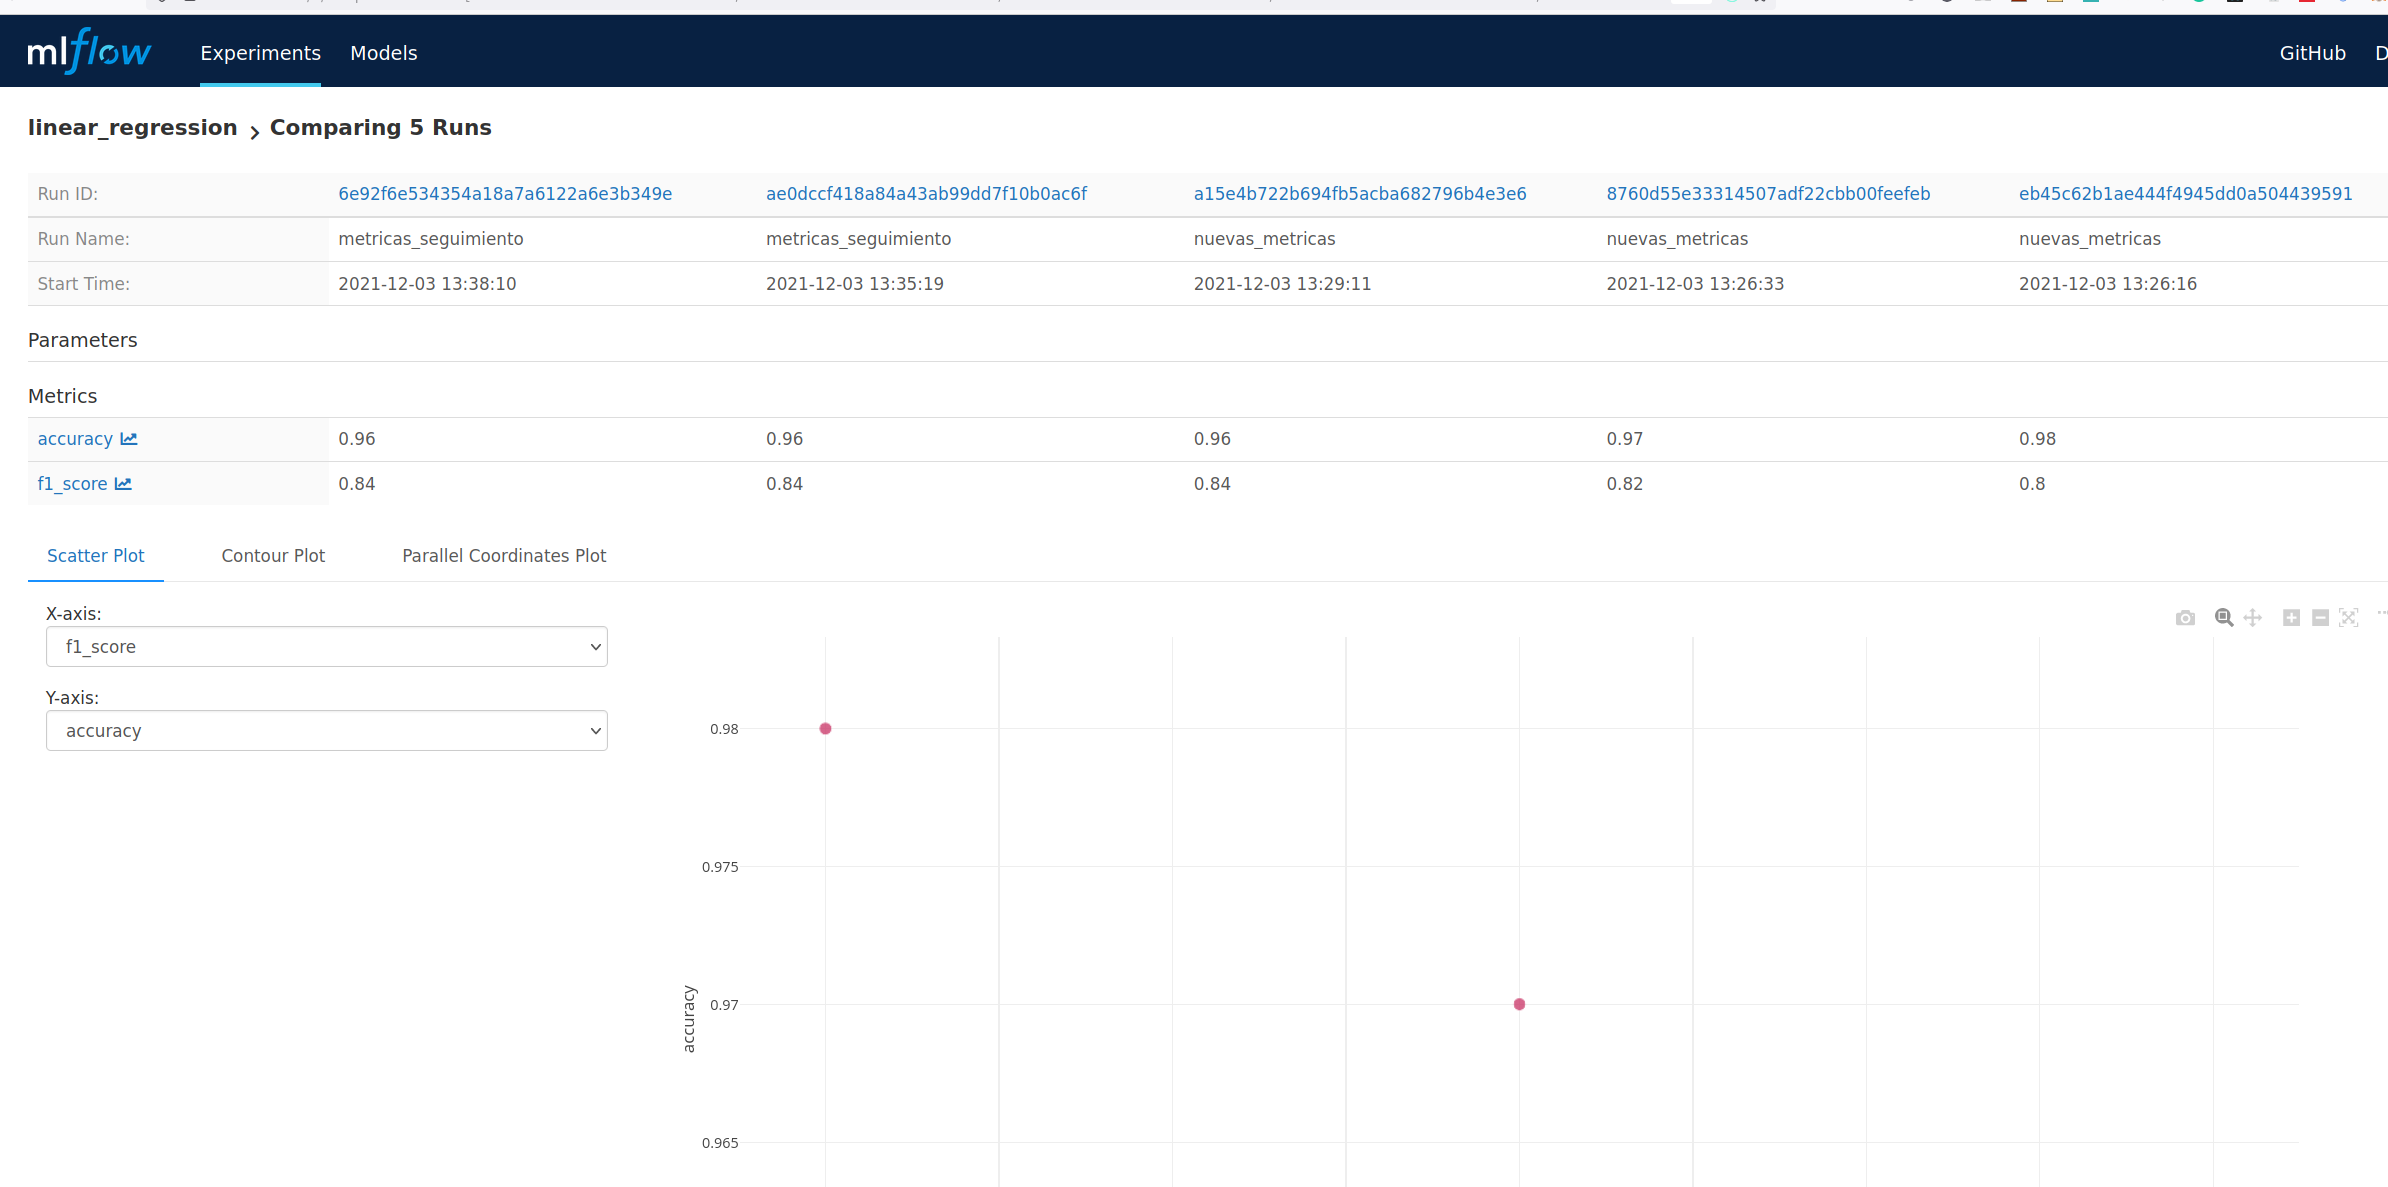 mlflow Experiments Models GitHub D
linear_regression > Comparing 5 Runs
Run ID: 6e92f6e534354a18a7a6122a6e3b349e ae0dccf418a84a43ab99dd7f10b0ac6f a15e4b722b694fb5acba682796b4e3e6 8760d55e33314507adf22cbb00feefeb eb45c62b1ae444f4945dd0a504439591
Run Name: metricas_seguimiento metricas_seguimiento nuevas_metricas nuevas_metricas nuevas_metricas
Start Time: 2021-12-03 13:38:10 2021-12-03 13:35:19 2021-12-03 13:29:11 2021-12-03 13:26:33 2021-12-03 13:26:16
Parameters
Metrics
accuracy 0.96 0.96 0.96 0.97 0.98
f1_score 0.84 0.84 0.84 0.82 0.8
Scatter Plot Contour Plot Parallel Coordinates Plot
X-axis:
f1_score
Y-axis:
accuracy
0.98
0.975
0.97
0.965
accuracy